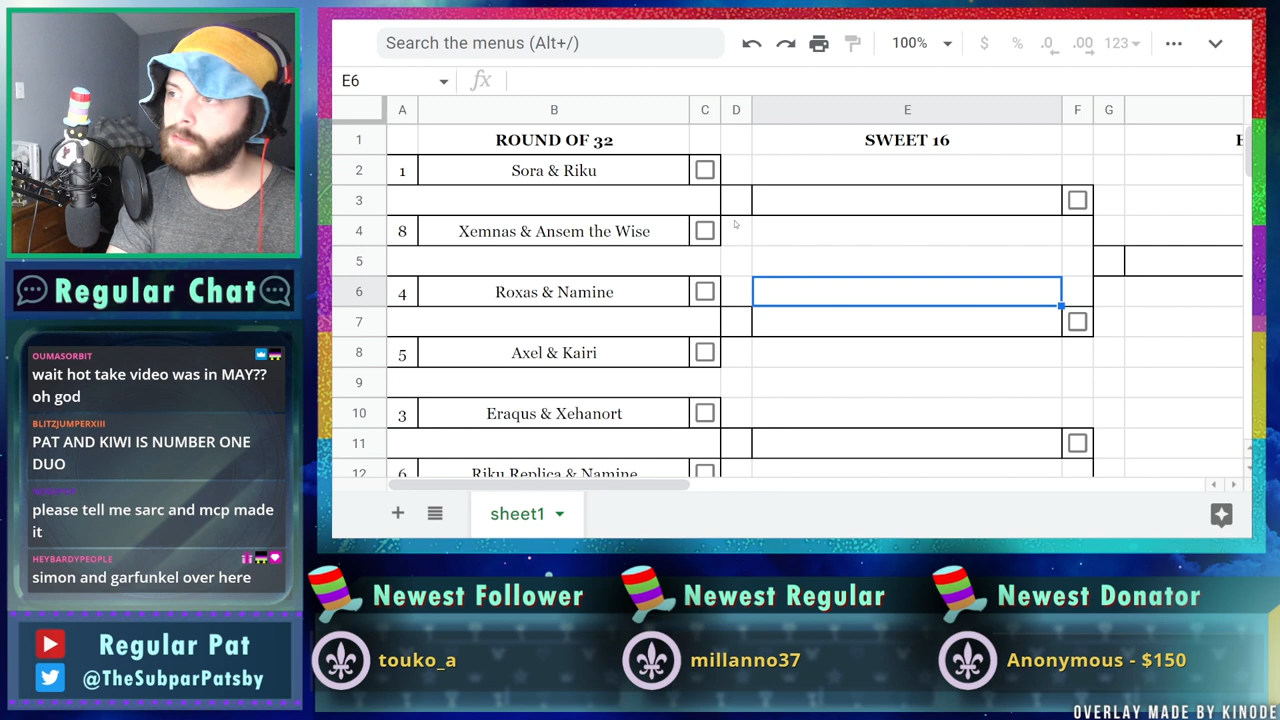 Search the menus (Alt+/)
100%
$
%
.0
.00
123
E6
fx
A
B
C
D
E
F
G
1
ROUND OF 32
SWEET 16
2
1
Sora & Riku
3
4
8
Xemnas & Ansem the Wise
5
6
4
Roxas & Namine
7
8
5
Axel & Kairi
9
10
3
Eraqus & Xehanort
11
12
6
Riku Replica & Namine
sheet1
Regular Chat
OUMASORBIT
wait hot take video was in MAY??
oh god
BLITZJUMPERXIII
PAT AND KIWI IS NUMBER ONE
DUO
please tell me sarc and mcp made
it
HEYBARDYPEOPLE
simon and garfunkel over here
Regular Pat
@TheSubparPatsby
Newest Follower
touko_a
Newest Regular
millanno37
Newest Donator
Anonymous - $150
OVERLAY MADE BY KINODE